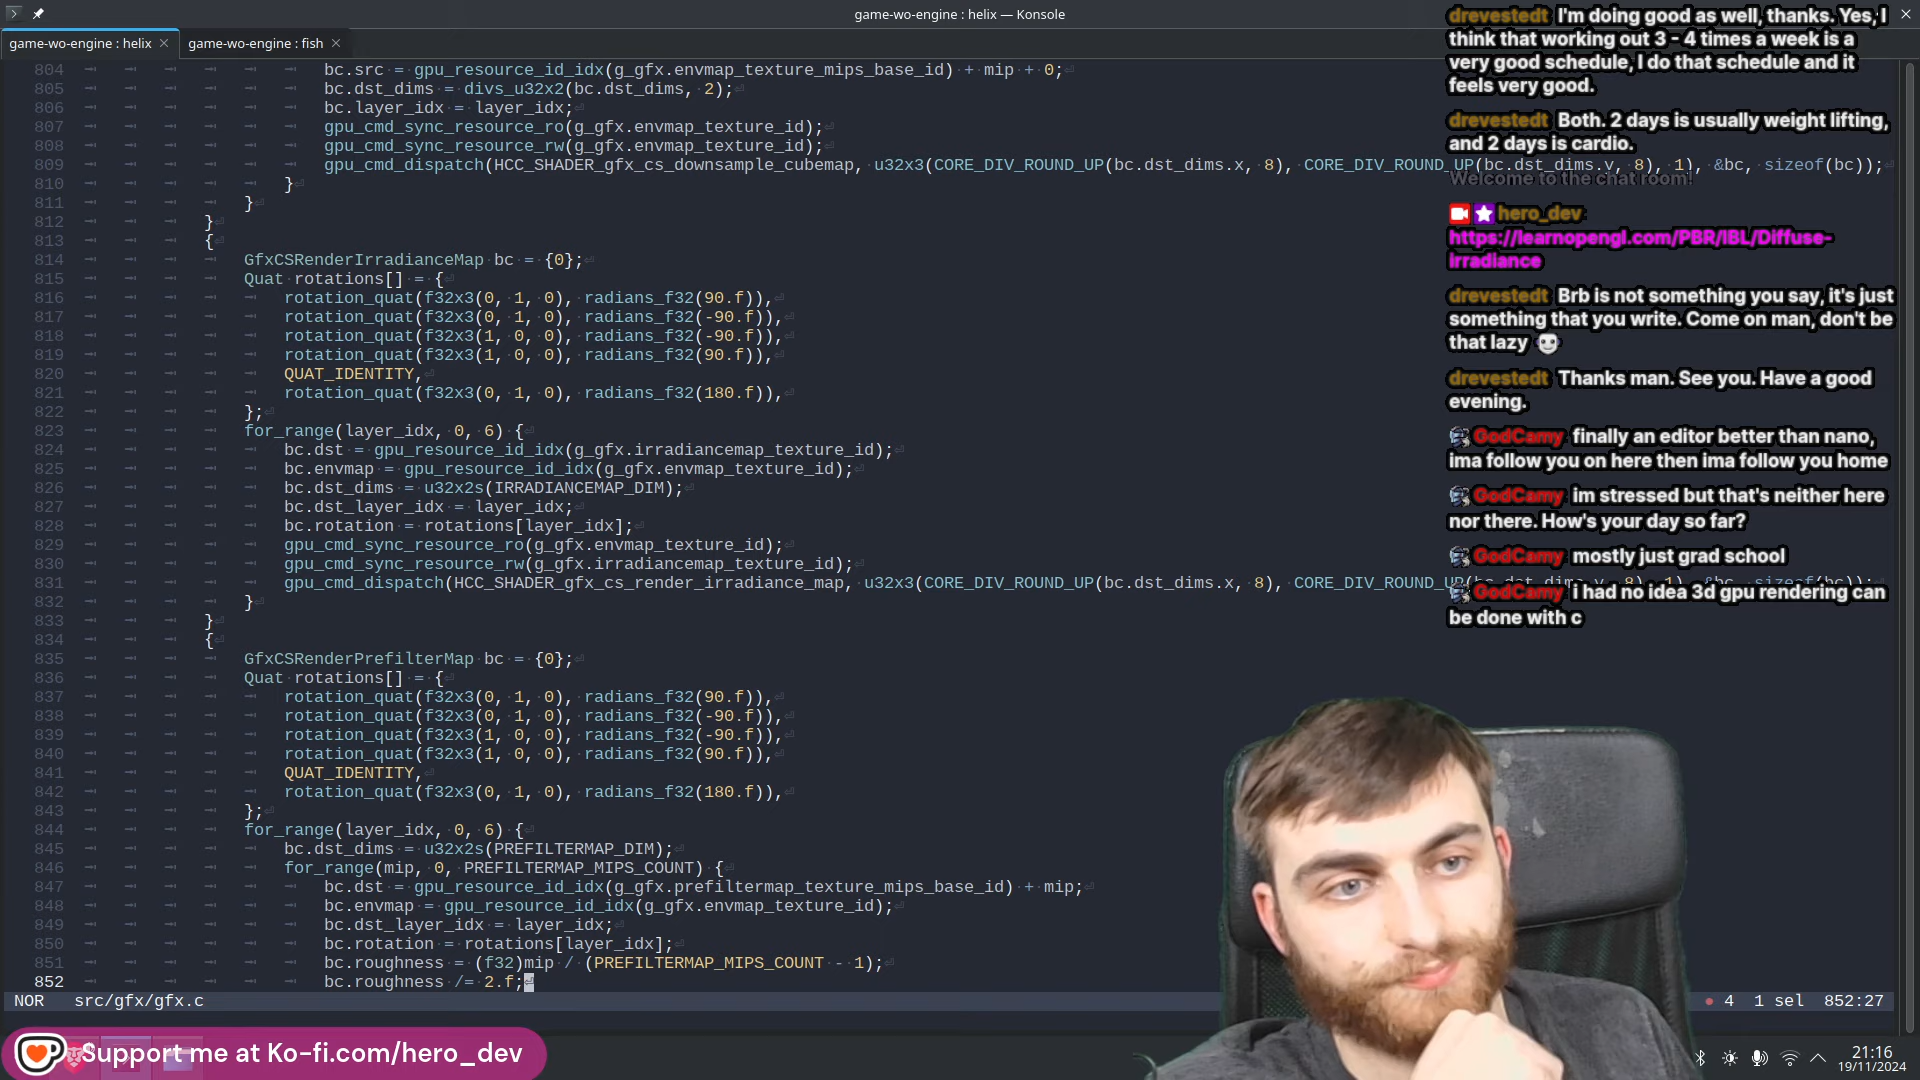 game-wo-engine : helix — Konsole
game-wo-engine : helix
game-wo-engine : fish
804 bc.src = gpu_resource_id_idx(g_gfx.envmap_texture_mips_base_id) + mip + 0;
805 bc.dst_dims = divs_u32x2(bc.dst_dims, 2);
806 bc.layer_idx = layer_idx;
807 gpu_cmd_sync_resource_ro(g_gfx.envmap_texture_id);
808 gpu_cmd_sync_resource_rw(g_gfx.envmap_texture_id);
809 gpu_cmd_dispatch(HCC_SHADER_gfx_cs_downsample_cubemap, u32x3(CORE_DIV_ROUND_UP(bc.dst_dims.x, 8), CORE_DIV_ROUND_UP(bc.dst_dims.y, 8), 1), &bc, sizeof(bc));
810 }
811 }
812 }
813 {
814 GfxCSRenderIrradianceMap bc = {0};
815 Quat rotations[] = {
816 rotation_quat(f32x3(0, 1, 0), radians_f32(90.f)),
817 rotation_quat(f32x3(0, 1, 0), radians_f32(-90.f)),
818 rotation_quat(f32x3(1, 0, 0), radians_f32(-90.f)),
819 rotation_quat(f32x3(1, 0, 0), radians_f32(90.f)),
820 QUAT_IDENTITY,
821 rotation_quat(f32x3(0, 1, 0), radians_f32(180.f)),
822 };
823 for_range(layer_idx, 0, 6) {
824 bc.dst = gpu_resource_id_idx(g_gfx.irradiancemap_texture_id);
825 bc.envmap = gpu_resource_id_idx(g_gfx.envmap_texture_id);
826 bc.dst_dims = u32x2s(IRRADIANCEMAP_DIM);
827 bc.dst_layer_idx = layer_idx;
828 bc.rotation = rotations[layer_idx];
829 gpu_cmd_sync_resource_ro(g_gfx.envmap_texture_id);
830 gpu_cmd_sync_resource_rw(g_gfx.irradiancemap_texture_id);
831 gpu_cmd_dispatch(HCC_SHADER_gfx_cs_render_irradiance_map, u32x3(CORE_DIV_ROUND_UP(bc.dst_dims.x, 8), CORE_DIV_ROUND_UP(bc.dst_dims.y, 8), 1), &bc, sizeof(bc));
832 }
833 }
834 {
835 GfxCSRenderPrefilterMap bc = {0};
836 Quat rotations[] = {
837 rotation_quat(f32x3(0, 1, 0), radians_f32(90.f)),
838 rotation_quat(f32x3(0, 1, 0), radians_f32(-90.f)),
839 rotation_quat(f32x3(1, 0, 0), radians_f32(-90.f)),
840 rotation_quat(f32x3(1, 0, 0), radians_f32(90.f)),
841 QUAT_IDENTITY,
842 rotation_quat(f32x3(0, 1, 0), radians_f32(180.f)),
843 };
844 for_range(layer_idx, 0, 6) {
845 bc.dst_dims = u32x2s(PREFILTERMAP_DIM);
846 for_range(mip, 0, PREFILTERMAP_MIPS_COUNT) {
847 bc.dst = gpu_resource_id_idx(g_gfx.prefiltermap_texture_mips_base_id) + mip;
848 bc.envmap = gpu_resource_id_idx(g_gfx.envmap_texture_id);
849 bc.dst_layer_idx = layer_idx;
850 bc.rotation = rotations[layer_idx];
851 bc.roughness = (f32)mip / (PREFILTERMAP_MIPS_COUNT - 1);
852 bc.roughness /= 2.f;
NOR src/gfx/gfx.c 4 1 sel 852:27
drevestedt I'm doing good as well, thanks. Yes, I
think that working out 3 - 4 times a week is a
very good schedule, I do that schedule and it
feels very good.
drevestedt Both. 2 days is usually weight lifting,
and 2 days is cardio.
Welcome to the chat room!
hero_dev
https://learnopengl.com/PBR/IBL/Diffuse-
irradiance
drevestedt Brb is not something you say, it's just
something that you write. Come on man, don't be
that lazy
drevestedt Thanks man. See you. Have a good
evening.
GodCamy finally an editor better than nano,
ima follow you on here then ima follow you home
GodCamy im stressed but that's neither here
nor there. How's your day so far?
GodCamy mostly just grad school
GodCamy i had no idea 3d gpu rendering can
be done with c
Support me at Ko-fi.com/hero_dev
21:16
19/11/2024